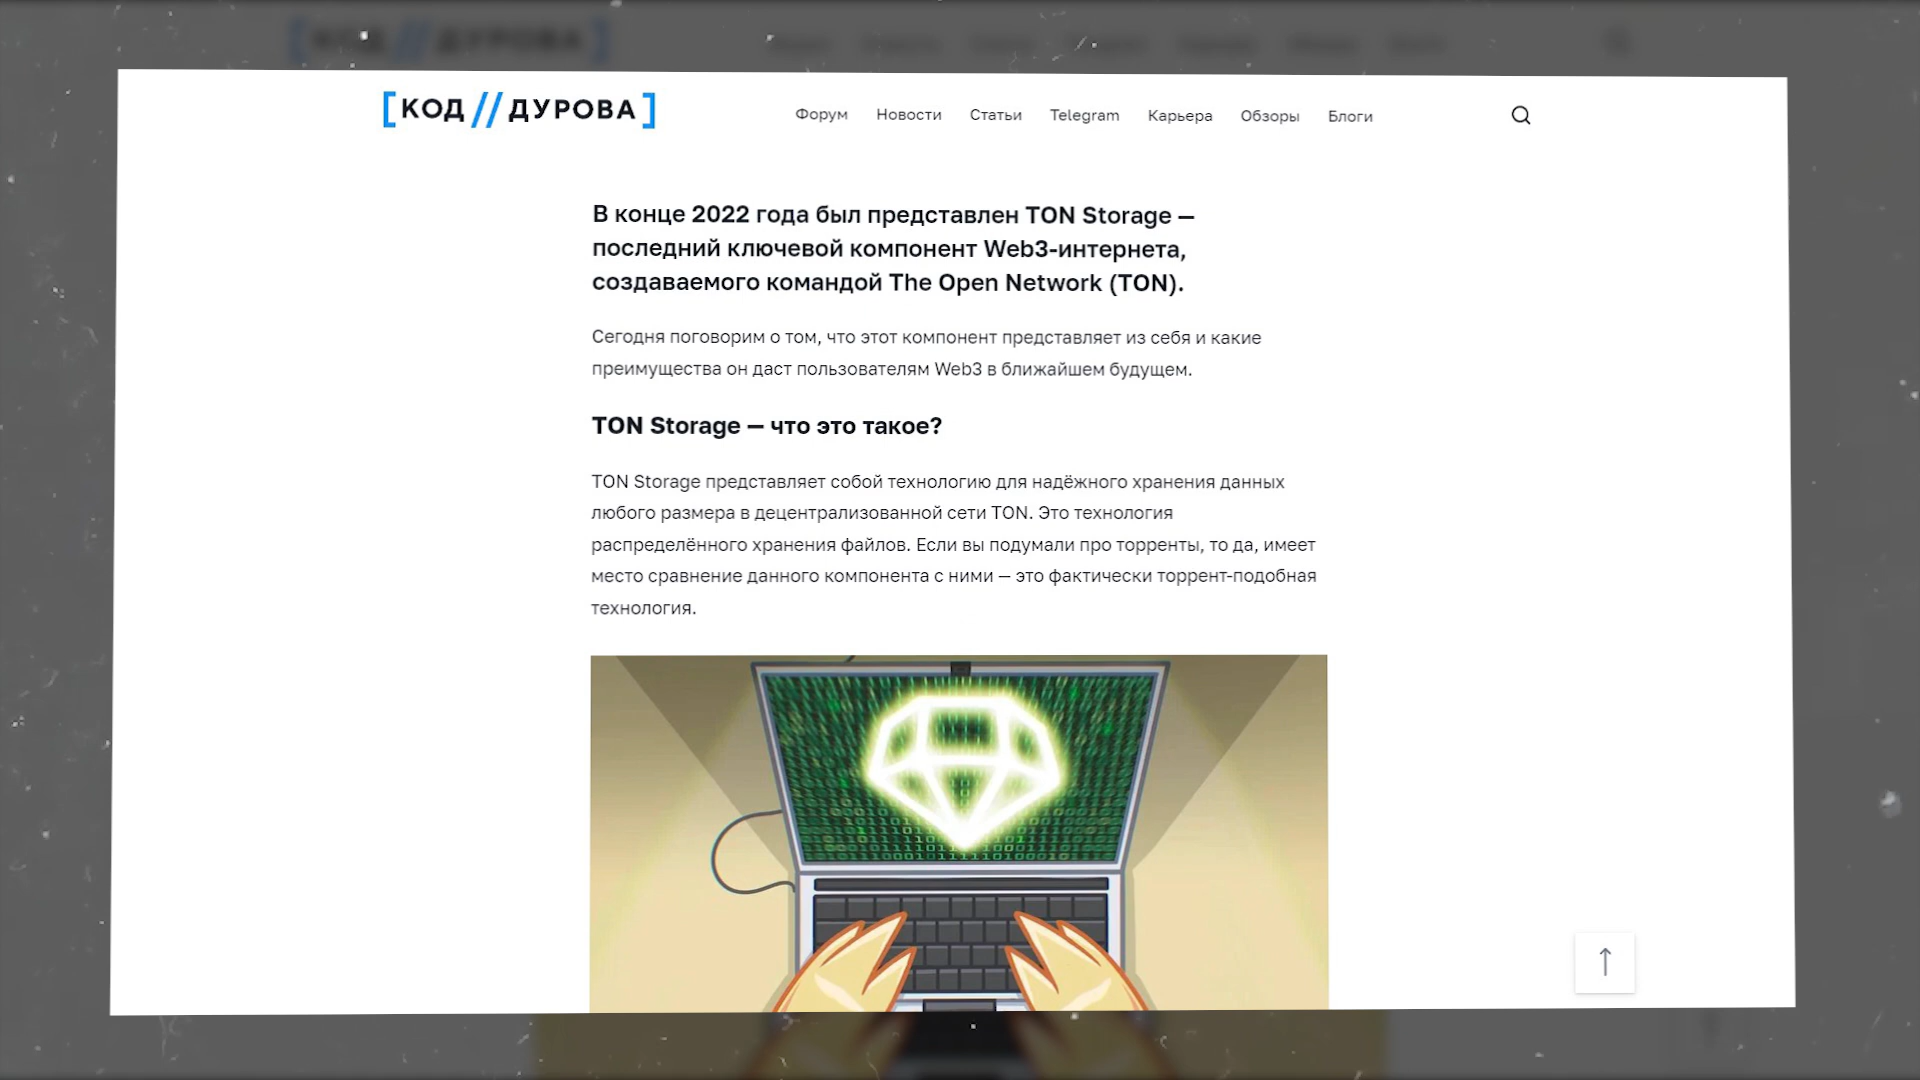 [КОД//ДУРОВА]
Форум Новости Статьи Telegram Карьера Обзоры Блоги
В конце 2022 года был представлен TON Storage —
последний ключевой компонент Web3-интернета,
создаваемого командой The Open Network (TON).
Сегодня поговорим о том, что этот компонент представляет из себя и какие
преимущества он даст пользователям Web3 в ближайшем будущем.
TON Storage — что это такое?
TON Storage представляет собой технологию для надёжного хранения данных
любого размера в децентрализованной сети TON. Это технология
распределённого хранения файлов. Если вы подумали про торренты, то да, имеет
место сравнение данного компонента с ними — это фактически торрент-подобная
технология.